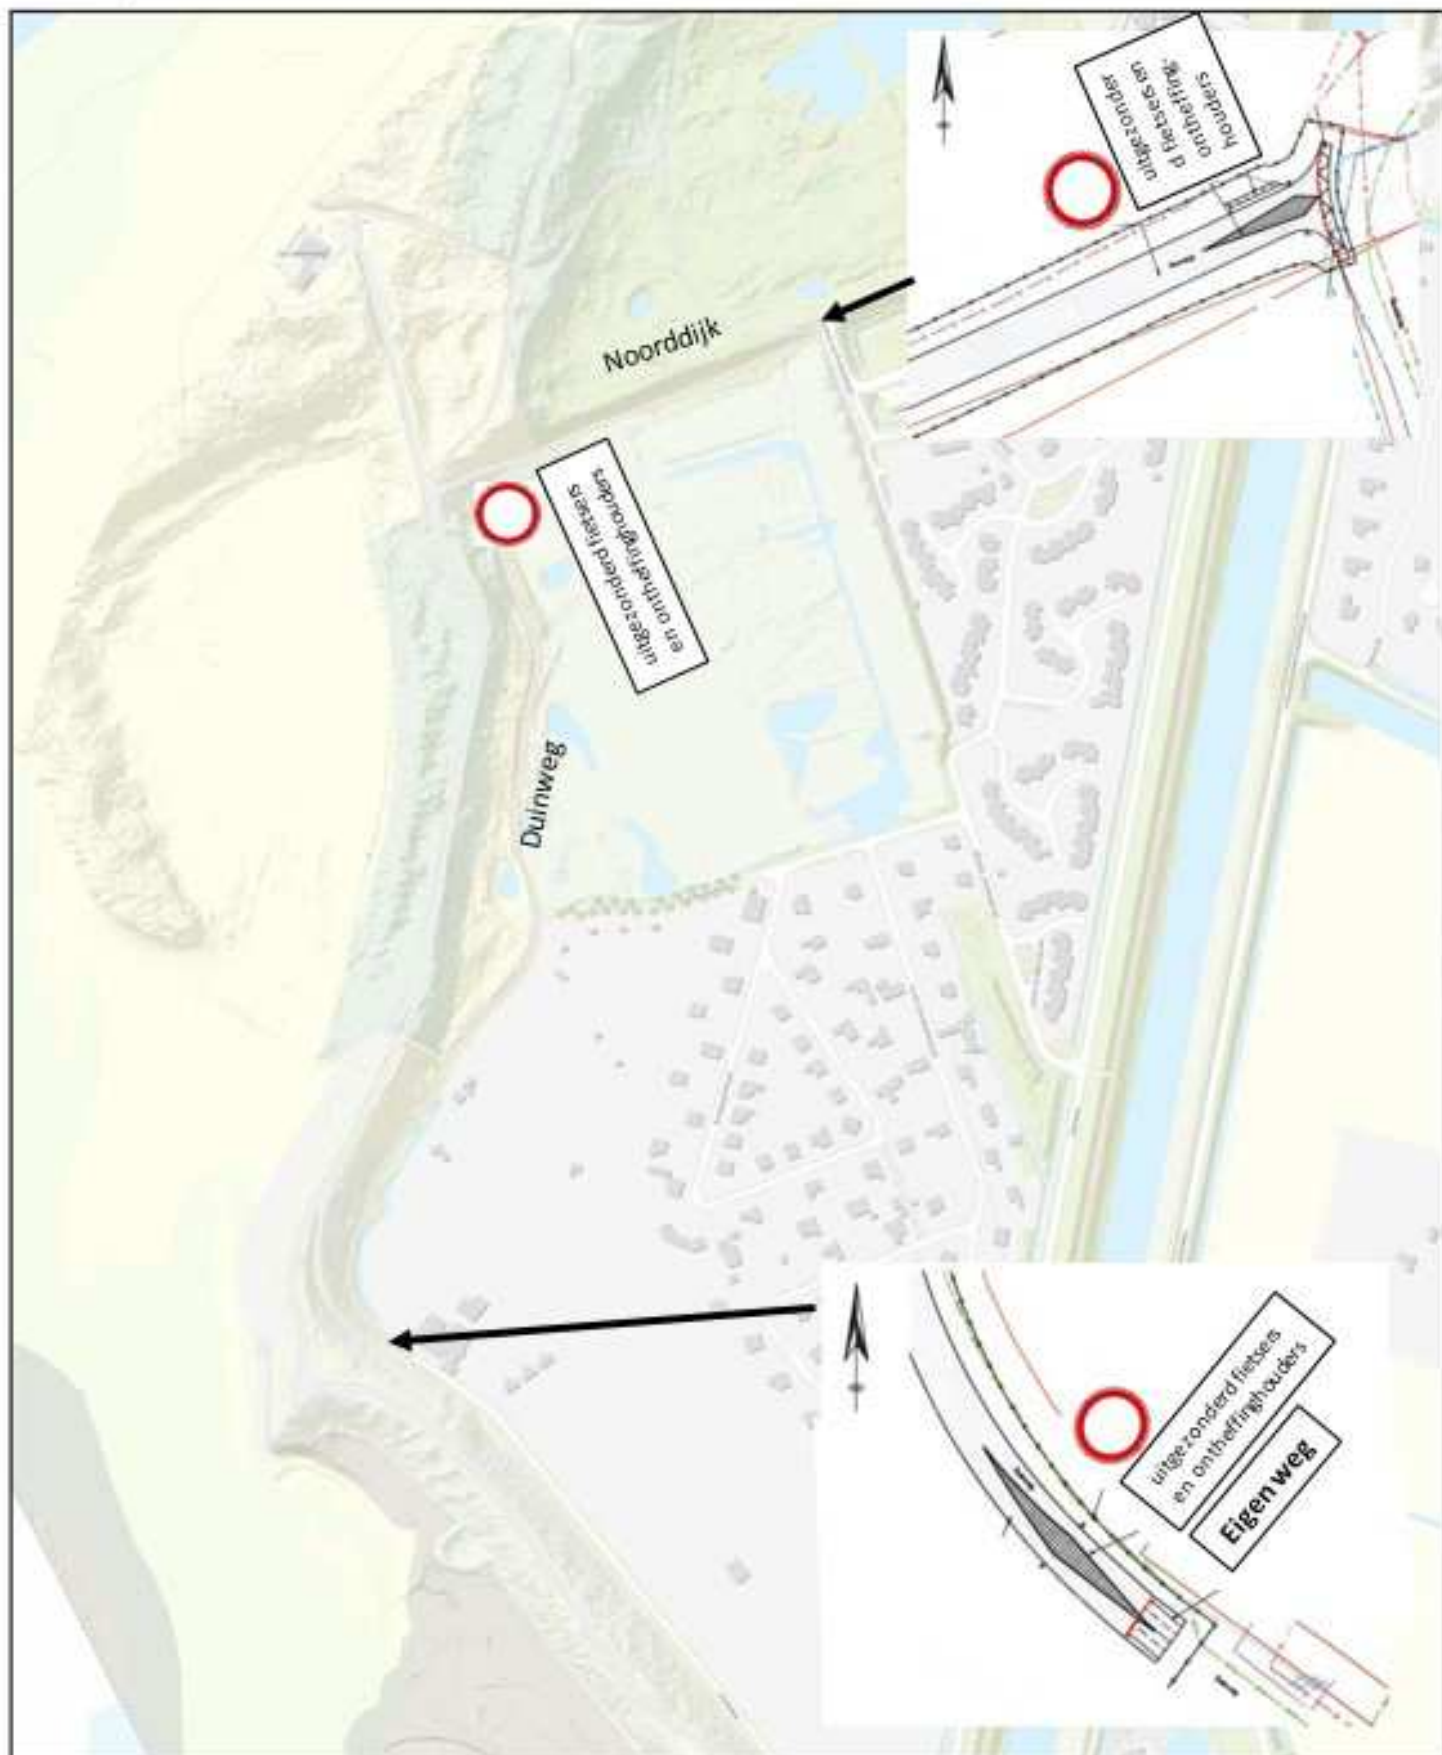 uitgezonder
d fietsers en
ontheffing
houders
Noorddijk
uitgezonderd fietsers
en ontheffinghouders
Duinweg
uitgezonderd fietsers
en ontheffinghouders
Eigen weg